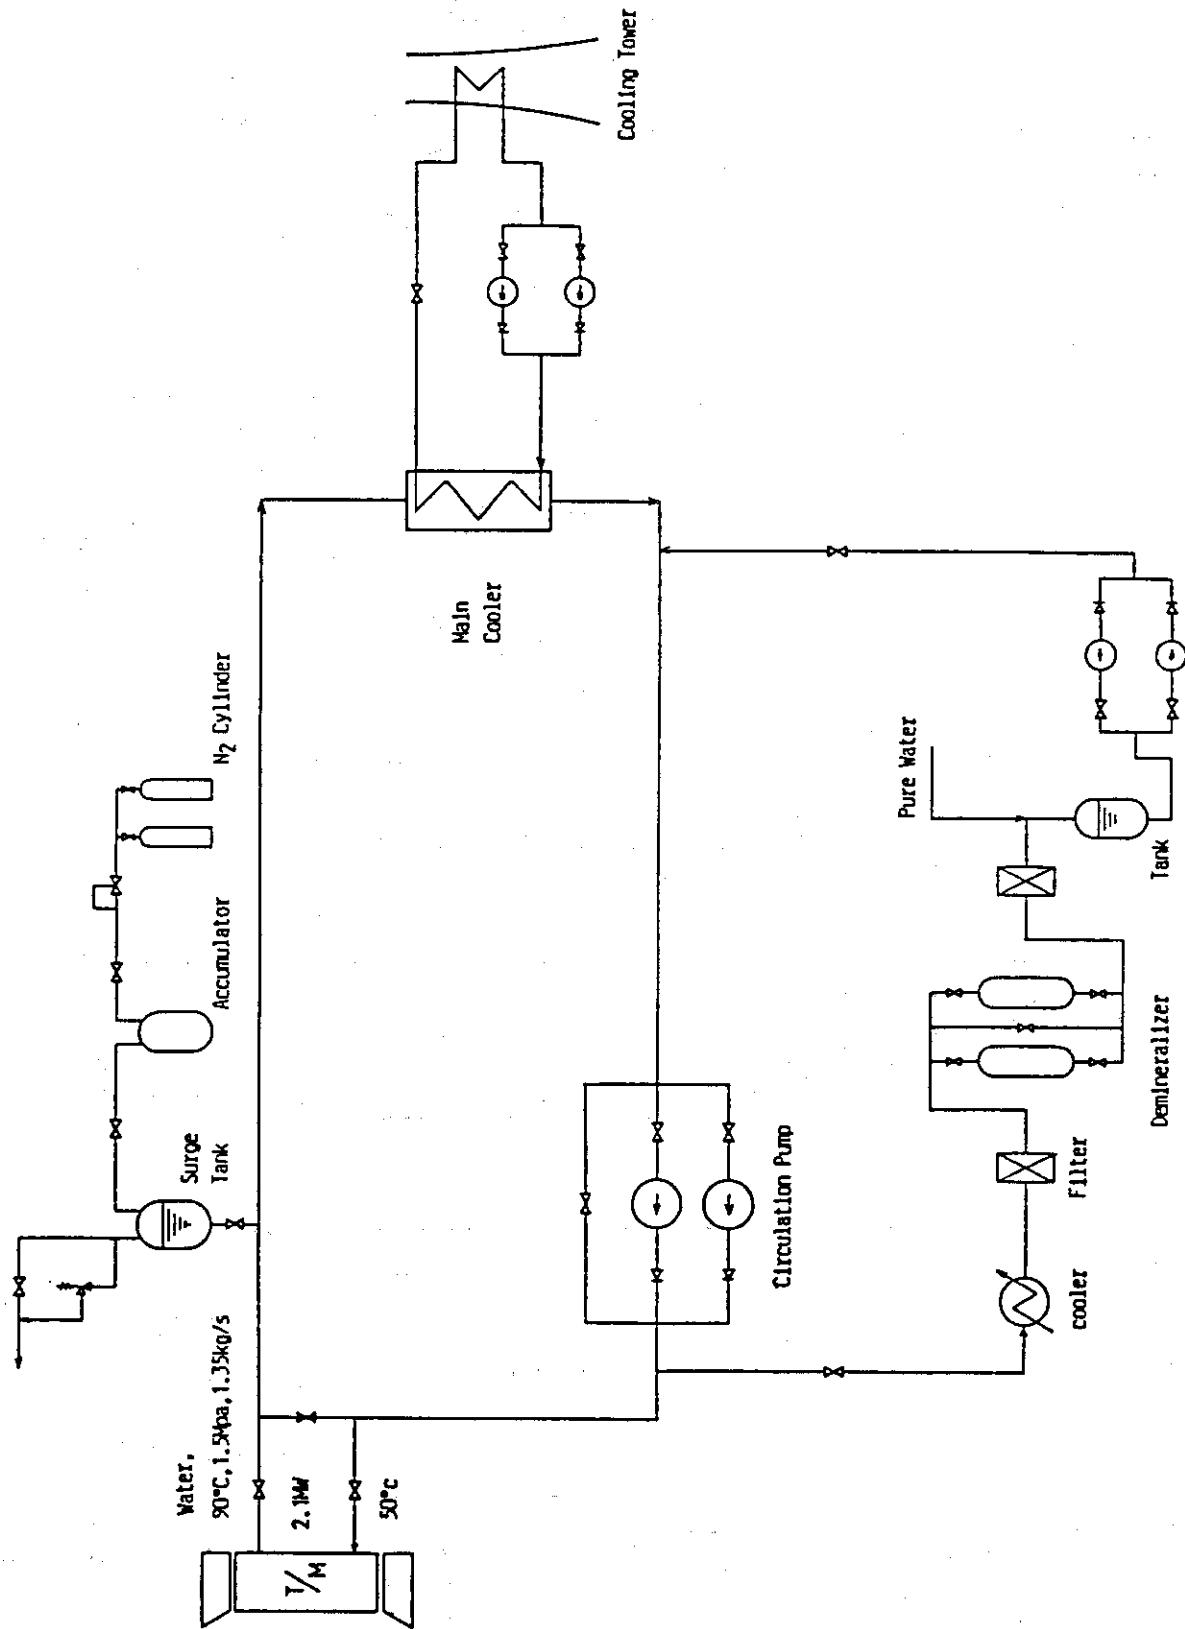 Water,
90°C,1.5Mpa,1.35kg/s
2.1MW
50°C
T/M
Surge
Tank
Accumulator
N2 Cylinder
Main
Cooler
Cooling Tower
Circulation Pump
cooler
Filter
Demineralizer
Tank
Pure Water